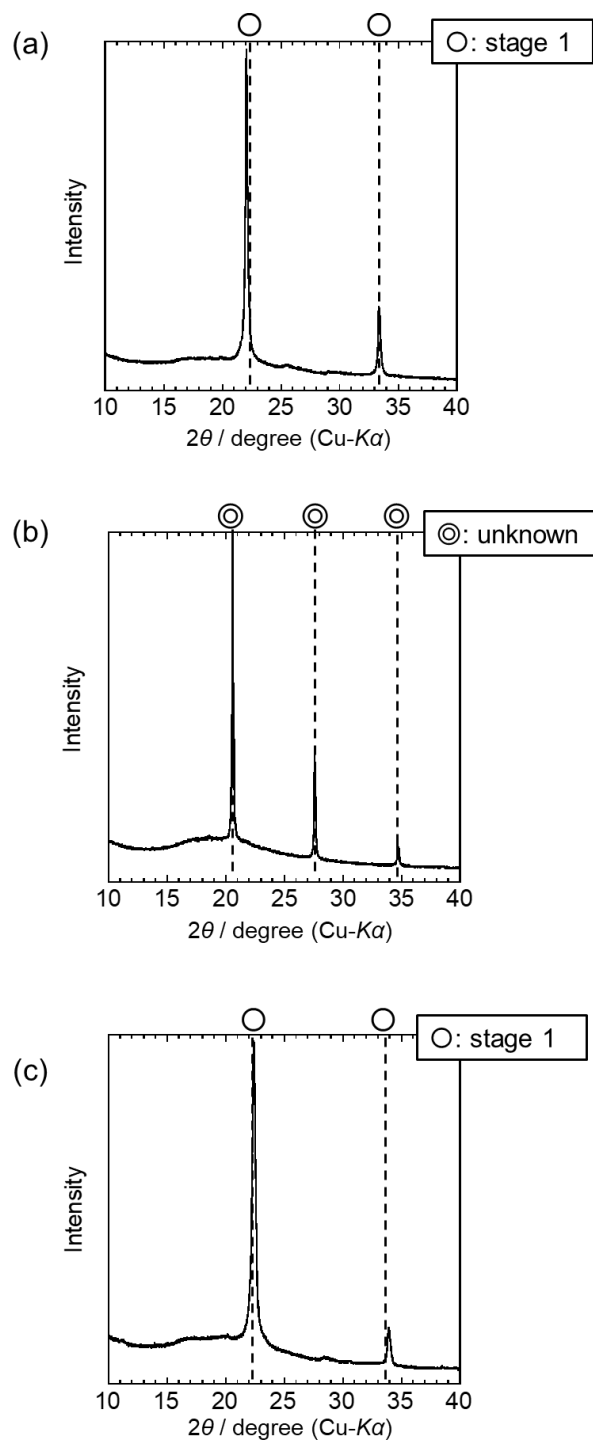 (a)
○: stage 1
Intensity
10 15 20 25 30 35 40
2θ / degree (Cu-Kα)
(b)
◎: unknown
Intensity
10 15 20 25 30 35 40
2θ / degree (Cu-Kα)
(c)
○: stage 1
Intensity
10 15 20 25 30 35 40
2θ / degree (Cu-Kα)